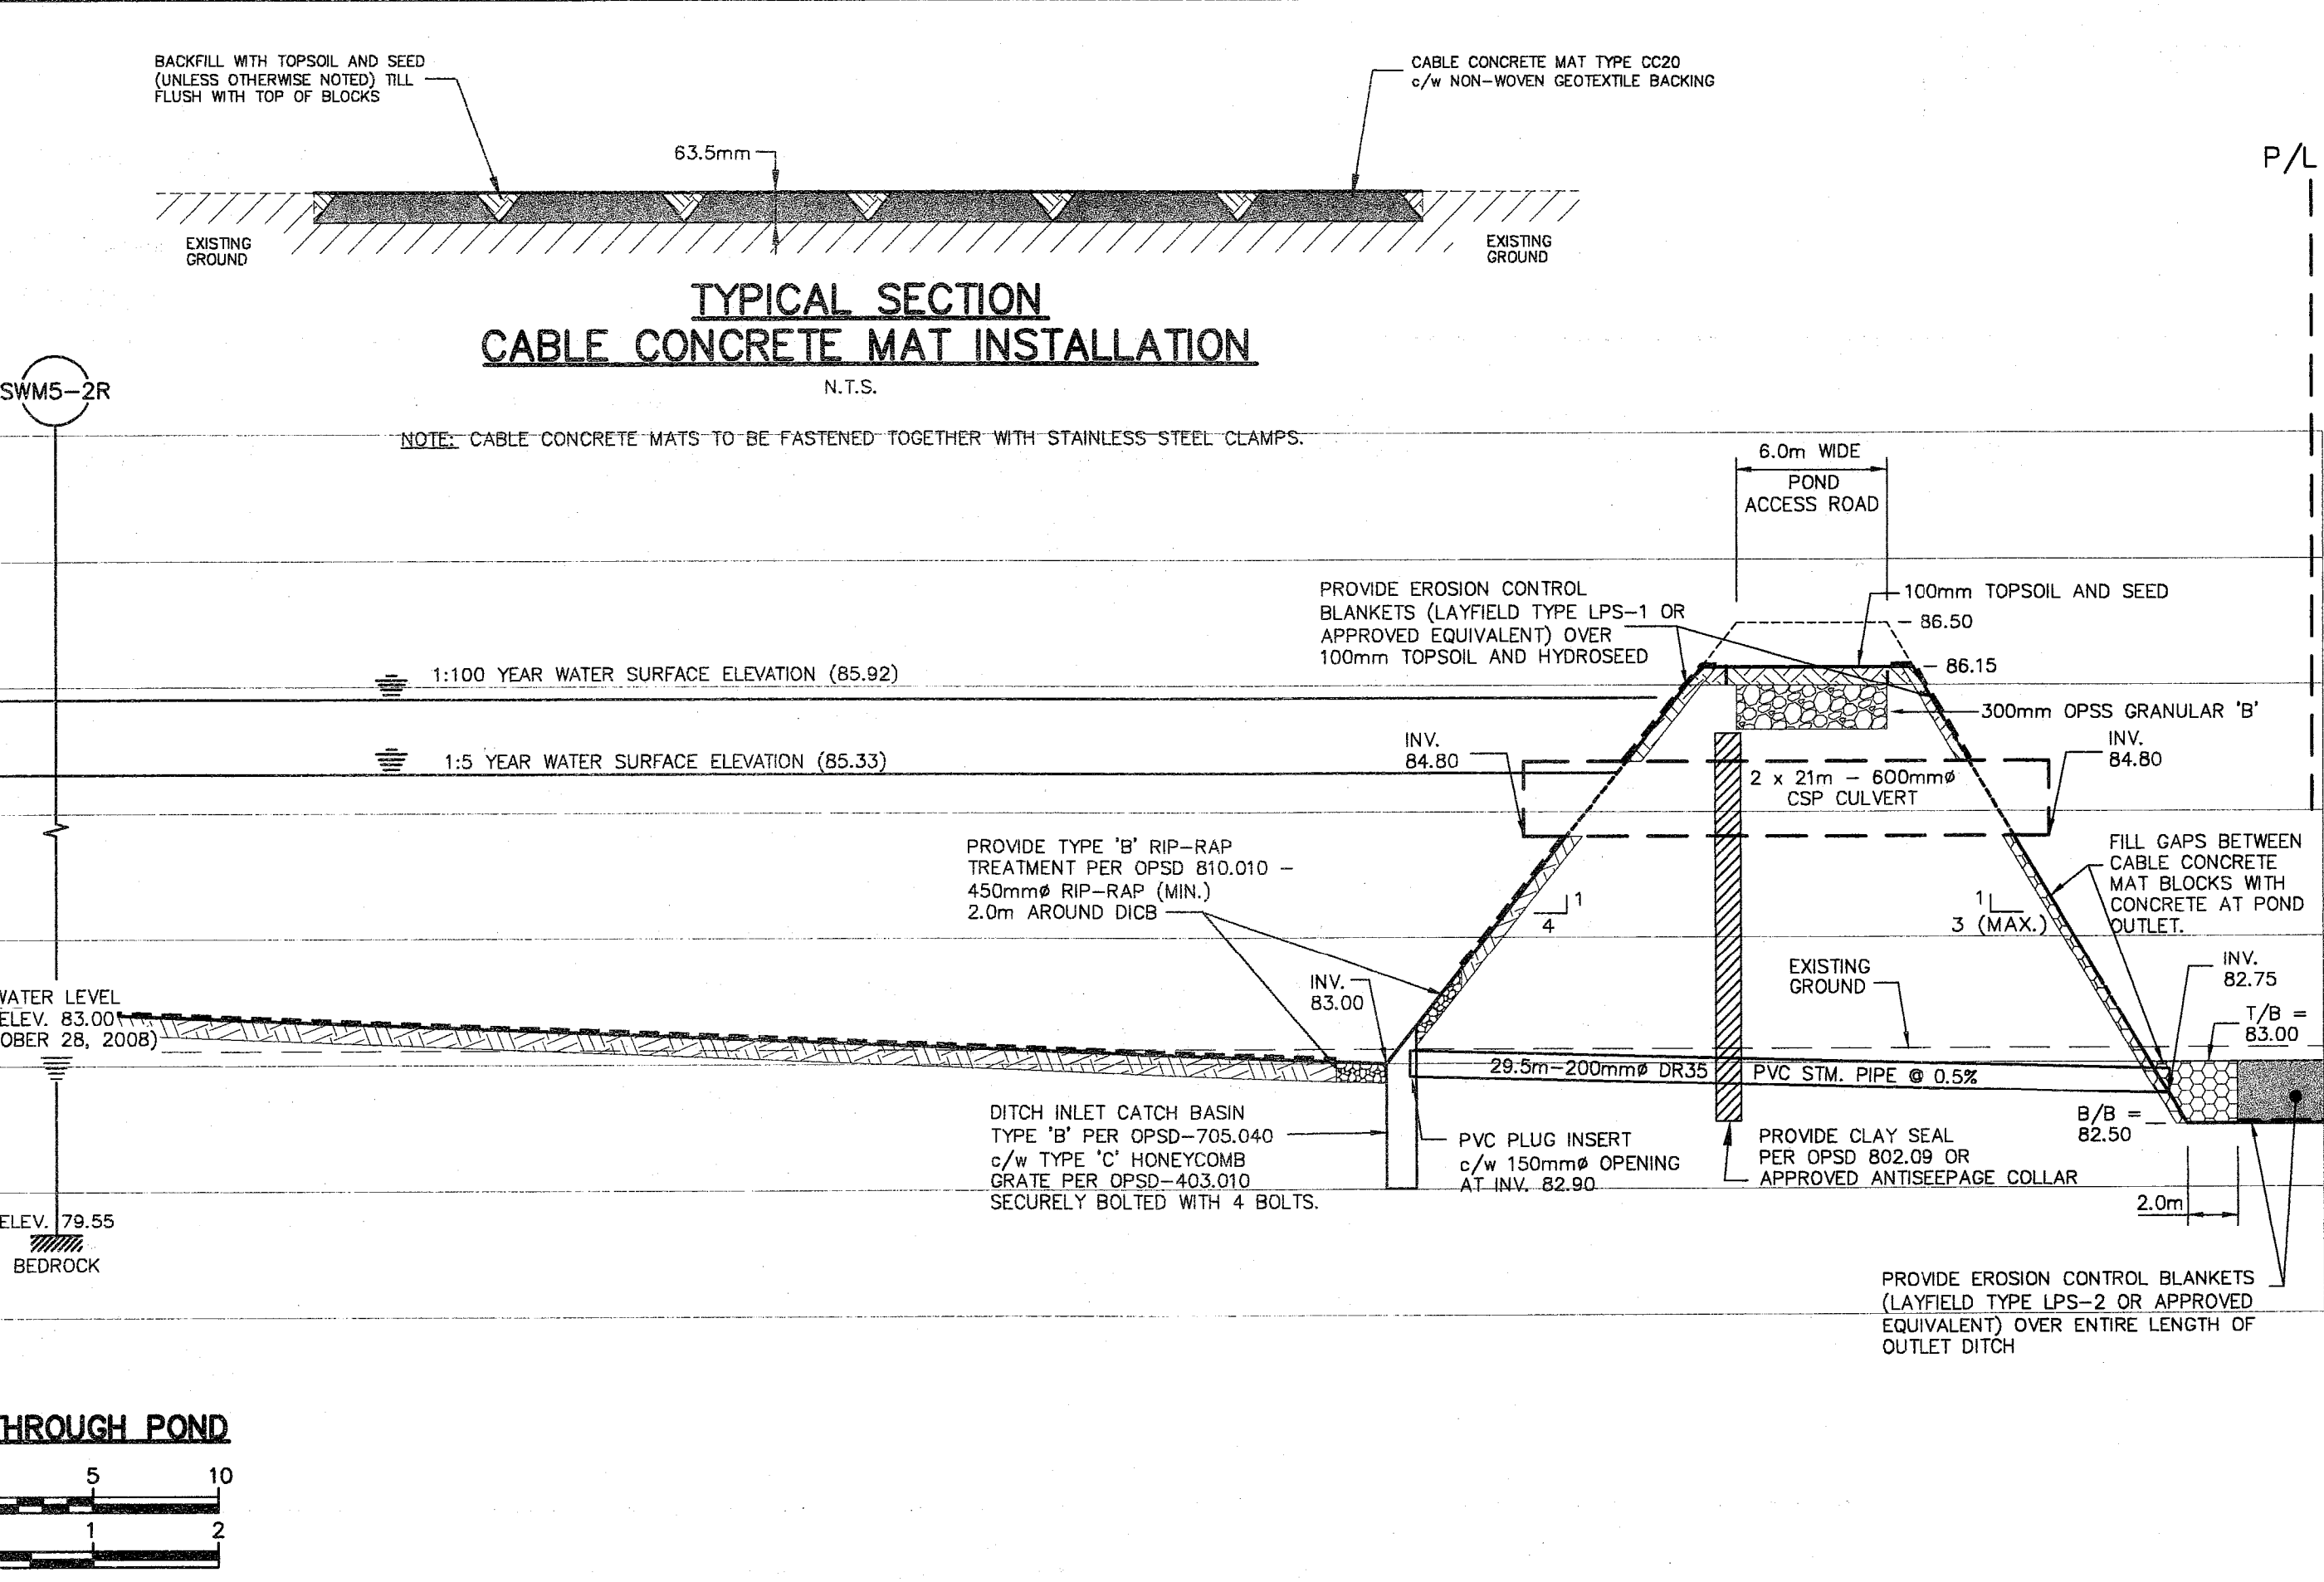 BACKFILL WITH TOPSOIL AND SEED
(UNLESS OTHERWISE NOTED) TILL
FLUSH WITH TOP OF BLOCKS
CABLE CONCRETE MAT TYPE CC20
c/w NON-WOVEN GEOTEXTILE BACKING
63.5mm
P/L
EXISTING
GROUND
EXISTING
GROUND
TYPICAL SECTION
CABLE CONCRETE MAT INSTALLATION
N.T.S.
SWM5-2R
NOTE: CABLE CONCRETE MATS TO BE FASTENED TOGETHER WITH STAINLESS STEEL CLAMPS.
6.0m WIDE
POND
ACCESS ROAD
PROVIDE EROSION CONTROL
BLANKETS (LAYFIELD TYPE LPS-1 OR
APPROVED EQUIVALENT) OVER
100mm TOPSOIL AND HYDROSEED
100mm TOPSOIL AND SEED
86.50
86.15
1:100 YEAR WATER SURFACE ELEVATION (85.92)
300mm OPSS GRANULAR 'B'
INV.
84.80
INV.
84.80
1:5 YEAR WATER SURFACE ELEVATION (85.33)
2 x 21m - 600mmø
CSP CULVERT
PROVIDE TYPE 'B' RIP-RAP
TREATMENT PER OPSD 810.010 -
450mmø RIP-RAP (MIN.)
2.0m AROUND DICB
FILL GAPS BETWEEN
CABLE CONCRETE
MAT BLOCKS WITH
CONCRETE AT POND
OUTLET.
1
4
1
3 (MAX.)
EXISTING
GROUND
INV.
82.75
INV.
83.00
WATER LEVEL
ELEV. 83.00
OBER 28, 2008)
T/B =
83.00
29.5m-200mmø DR35 PVC STM. PIPE @ 0.5%
DITCH INLET CATCH BASIN
TYPE 'B' PER OPSD-705.040
c/w TYPE 'C' HONEYCOMB
GRATE PER OPSD-403.010
SECURELY BOLTED WITH 4 BOLTS.
PVC PLUG INSERT
c/w 150mmø OPENING
AT INV. 82.90
PROVIDE CLAY SEAL
PER OPSD 802.09 OR
APPROVED ANTISEEPAGE COLLAR
B/B =
82.50
2.0m
ELEV. 79.55
BEDROCK
PROVIDE EROSION CONTROL BLANKETS
(LAYFIELD TYPE LPS-2 OR APPROVED
EQUIVALENT) OVER ENTIRE LENGTH OF
OUTLET DITCH
HROUGH POND
5 10
1 2